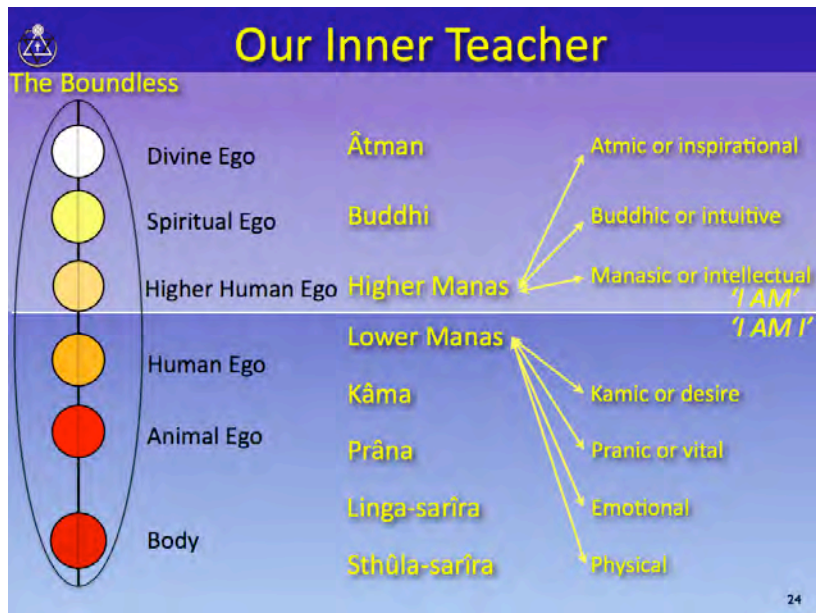 Our Inner Teacher
The Boundless
Divine Ego Âtman Atmic or inspirational
Spiritual Ego Buddhi Buddhic or intuitive
Higher Human Ego Higher Manas Manasic or intellectual
‘I AM’
‘I AM I’
Lower Manas
Human Ego
Kâma Kamic or desire
Animal Ego
Prâna Pranic or vital
Linga-sarîra Emotional
Body
Sthûla-sarîra Physical
24